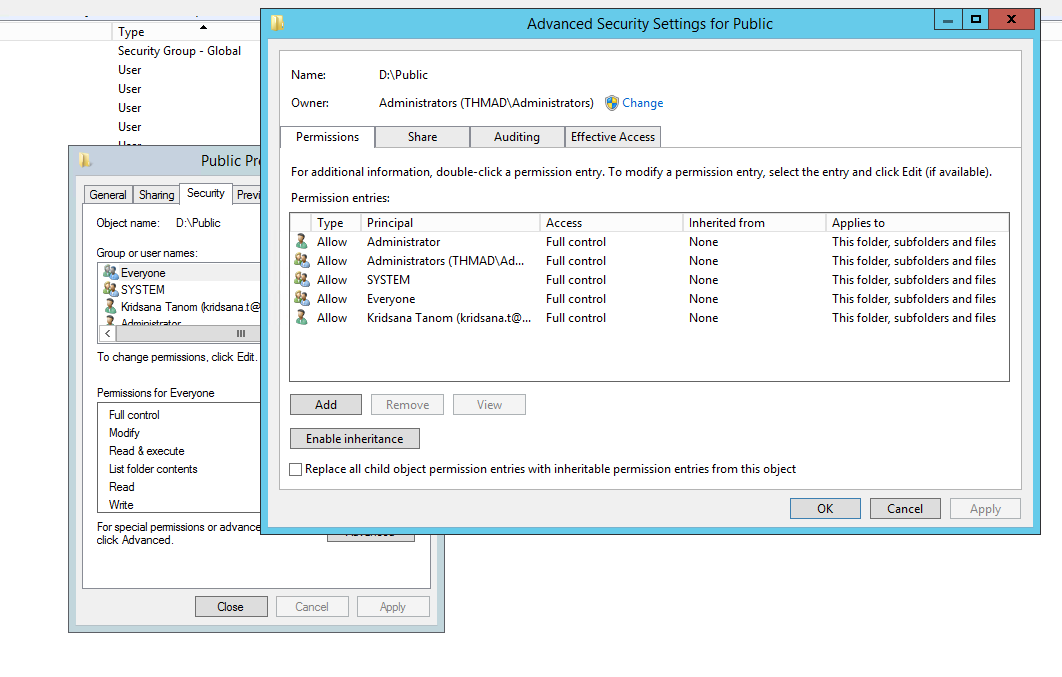 Type
Security Group - Global
User
User
User
User
Advanced Security Settings for Public
Name: D:\Public
Owner: Administrators (THMAD\Administrators) Change
Permissions Share Auditing Effective Access
For additional information, double-click a permission entry. To modify a permission entry, select the entry and click Edit (if available).
Permission entries:
Type Principal Access Inherited from Applies to
Allow Administrator Full control None This folder, subfolders and files
Allow Administrators (THMAD\Ad... Full control None This folder, subfolders and files
Allow SYSTEM Full control None This folder, subfolders and files
Allow Everyone Full control None This folder, subfolders and files
Allow Kridsana Tanom (kridsana.t@... Full control None This folder, subfolders and files
Add Remove View
Enable inheritance
Replace all child object permission entries with inheritable permission entries from this object
OK Cancel Apply
Public Pr
General Sharing Security Previ
Object name: D:\Public
Group or user names:
Everyone
SYSTEM
Kridsana Tanom (kridsana.t@
Administrator
To change permissions, click Edit.
Permissions for Everyone
Full control
Modify
Read & execute
List folder contents
Read
Write
For special permissions or advance
click Advanced.
Close Cancel Apply